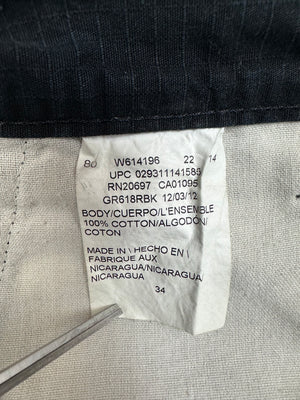 80 W614196 22 14
UPC 029311141586
RN20697 CA01095
GR618RBK 12/03/12
BODY/CUERPO/L'ENSEMBLE
100% COTTON/ALGODON/
COTON
MADE IN \ HECHO EN \
FABRIQUE AUX
NICARAGUA/NICARAGUA
NICARAGUA
34